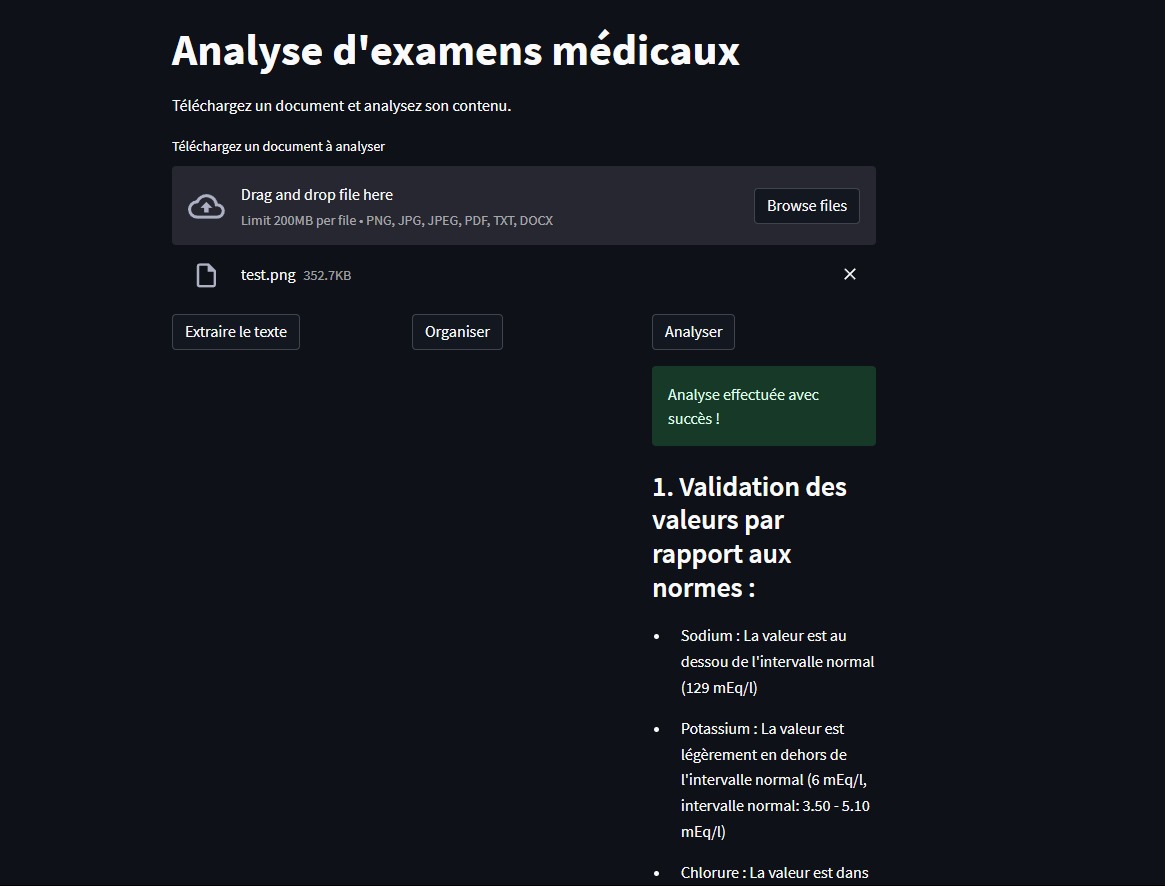 Analyse d'examens médicaux
Téléchargez un document et analysez son contenu.
Téléchargez un document à analyser
Drag and drop file here
Limit 200MB per file • PNG, JPG, JPEG, PDF, TXT, DOCX
Browse files
test.png 352.7KB
Extraire le texte
Organiser
Analyser
Analyse effectuée avec
succès !
1. Validation des
valeurs par
rapport aux
normes :
• Sodium : La valeur est au
dessou de l'intervalle normal
(129 mEq/l)
• Potassium : La valeur est
légèrement en dehors de
l'intervalle normal (6 mEq/l,
intervalle normal: 3.50 - 5.10
mEq/l)
• Chlorure : La valeur est dans